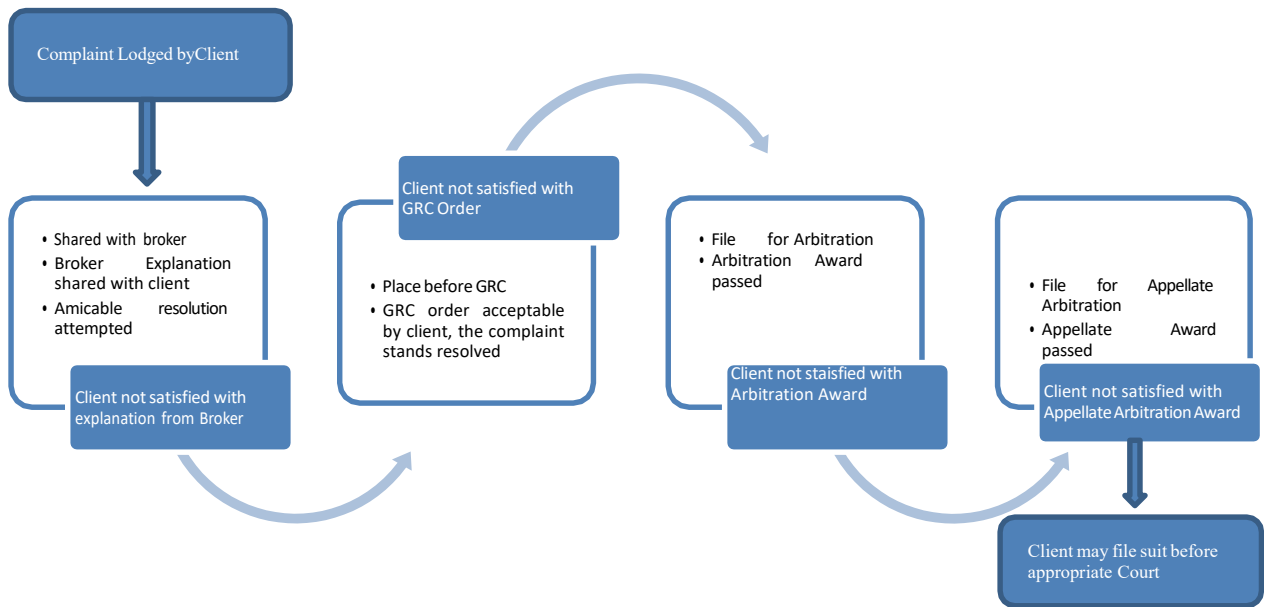 Complaint Lodged byClient
• Shared with broker
• Broker Explanation
shared with client
• Amicable resolution
attempted
Client not satisfied with
explanation from Broker
Client not satisfied with
GRC Order
• Place before GRC
• GRC order acceptable
by client, the complaint
stands resolved
• File for Arbitration
• Arbitration Award
passed
Client not staisfied with
Arbitration Award
• File for Appellate
Arbitration
• Appellate Award
passed
Client not satisfied with
Appellate Arbitration Award
Client may file suit before
appropriate Court